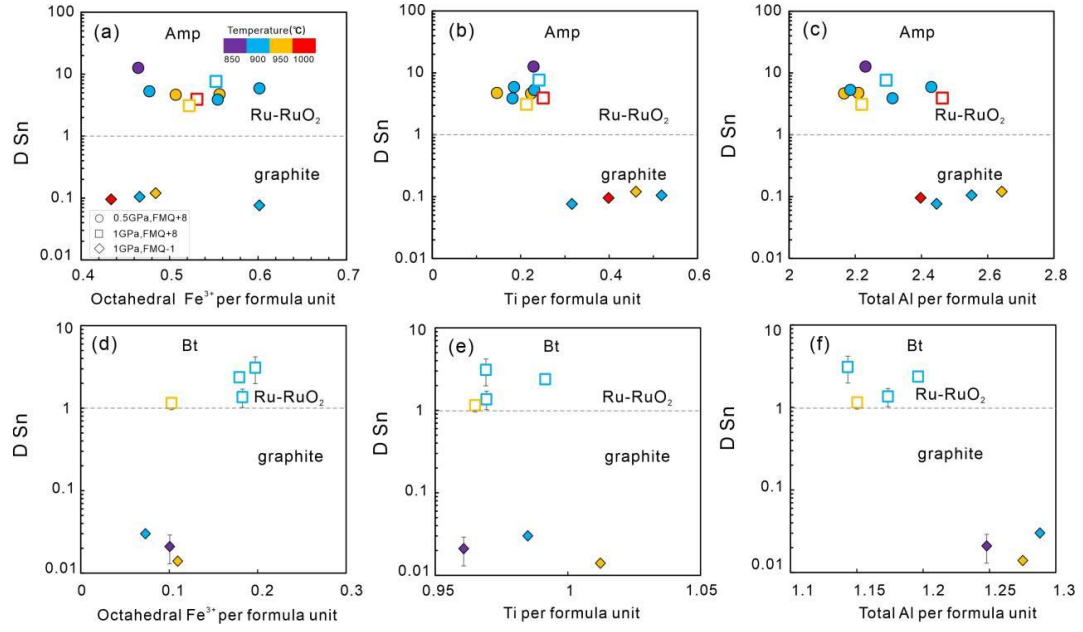 (a)
Amp
Temperature(℃)
850 900 950 1000
Ru-RuO₂
graphite
0.5GPa,FMQ+8
1GPa,FMQ+8
1GPa,FMQ-1
100
10
1
0.1
0.01
D Sn
0.4 0.5 0.6 0.7
Octahedral Fe³⁺ per formula unit
(b)
Amp
Ru-RuO₂
graphite
100
10
1
0.1
0.01
D Sn
0 0.2 0.4 0.6
Ti per formula unit
(c)
Amp
Ru-RuO₂
graphite
100
10
1
0.1
0.01
D Sn
2 2.2 2.4 2.6 2.8
Total Al per formula unit
(d)
Bt
Ru-RuO₂
graphite
10
1
0.1
0.01
D Sn
0 0.1 0.2 0.3
Octahedral Fe³⁺ per formula unit
(e)
Bt
Ru-RuO₂
graphite
10
1
0.1
0.01
D Sn
0.95 1 1.05
Ti per formula unit
(f)
Bt
Ru-RuO₂
graphite
10
1
0.1
0.01
D Sn
1.1 1.15 1.2 1.25 1.3
Total Al per formula unit